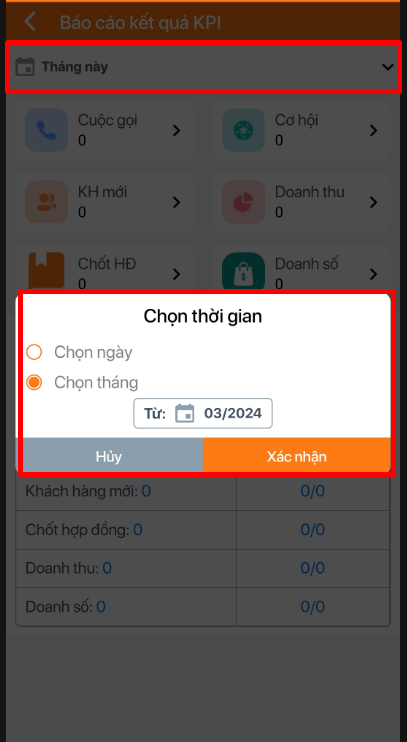 Báo cáo kết quả KPI
Tháng này
Cuộc gọi
0
Cơ hội
0
KH mới
0
Doanh thu
0
Chốt HĐ
0
Doanh số
0
Chọn thời gian
Chọn ngày
Chọn tháng
Từ: 03/2024
Hủy Xác nhận
Khách hàng mới: 0 0/0
Chốt hợp đồng: 0 0/0
Doanh thu: 0 0/0
Doanh số: 0 0/0